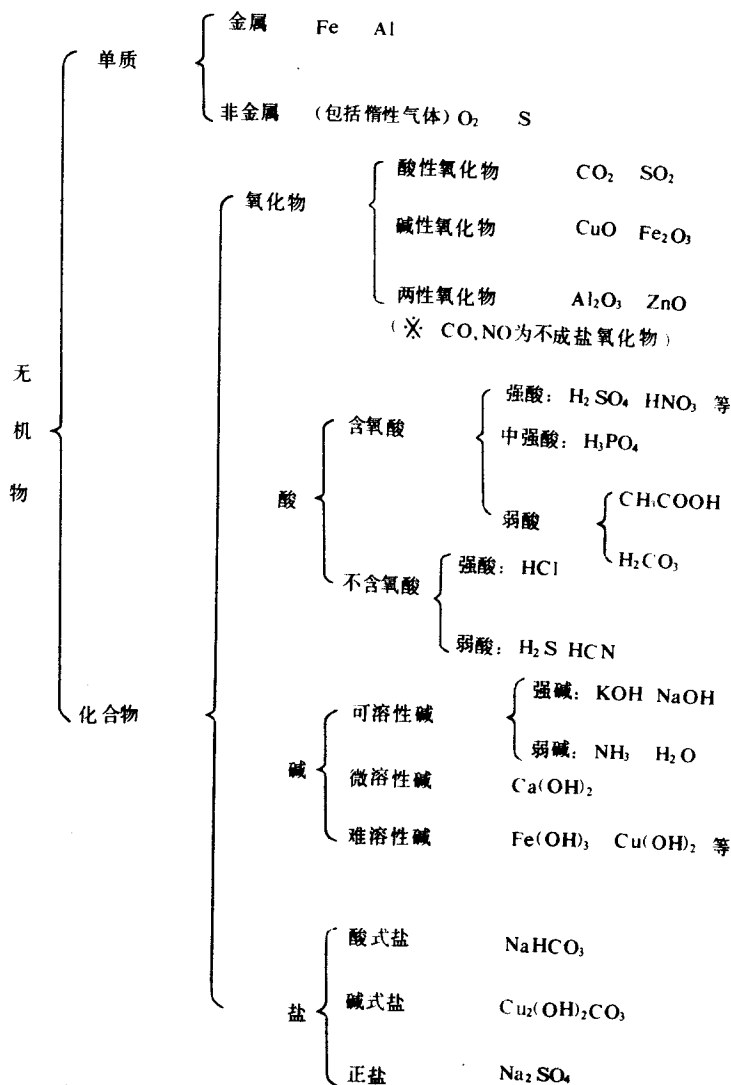 金属 Fe Al
单质
非金属 (包括惰性气体) O₂ S
酸性氧化物 CO₂ SO₂
氧化物
碱性氧化物 CuO Fe₂O₃
两性氧化物 Al₂O₃ ZnO
(※ CO,NO为不成盐氧化物)
无
机
物
强酸: H₂SO₄ HNO₃ 等
含氧酸
中强酸: H₃PO₄
酸
弱酸
CH₃COOH
H₂CO₃
不含氧酸
强酸: HCl
弱酸: H₂S HCN
化合物
强碱: KOH NaOH
可溶性碱
弱碱: NH₃ H₂O
碱
微溶性碱 Ca(OH)₂
难溶性碱 Fe(OH)₃ Cu(OH)₂ 等
酸式盐 NaHCO₃
盐
碱式盐 Cu₂(OH)₂CO₃
正盐 Na₂SO₄